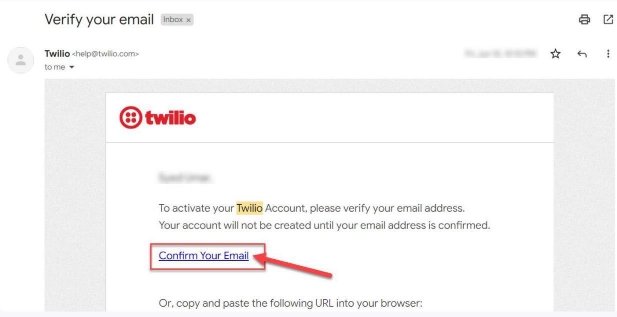 Verify your email Inbox x
Twilio <help@twilio.com>
to me
twilio
To activate your Twilio Account, please verify your email address.
Your account will not be created until your email address is confirmed.
Confirm Your Email
Or, copy and paste the following URL into your browser: